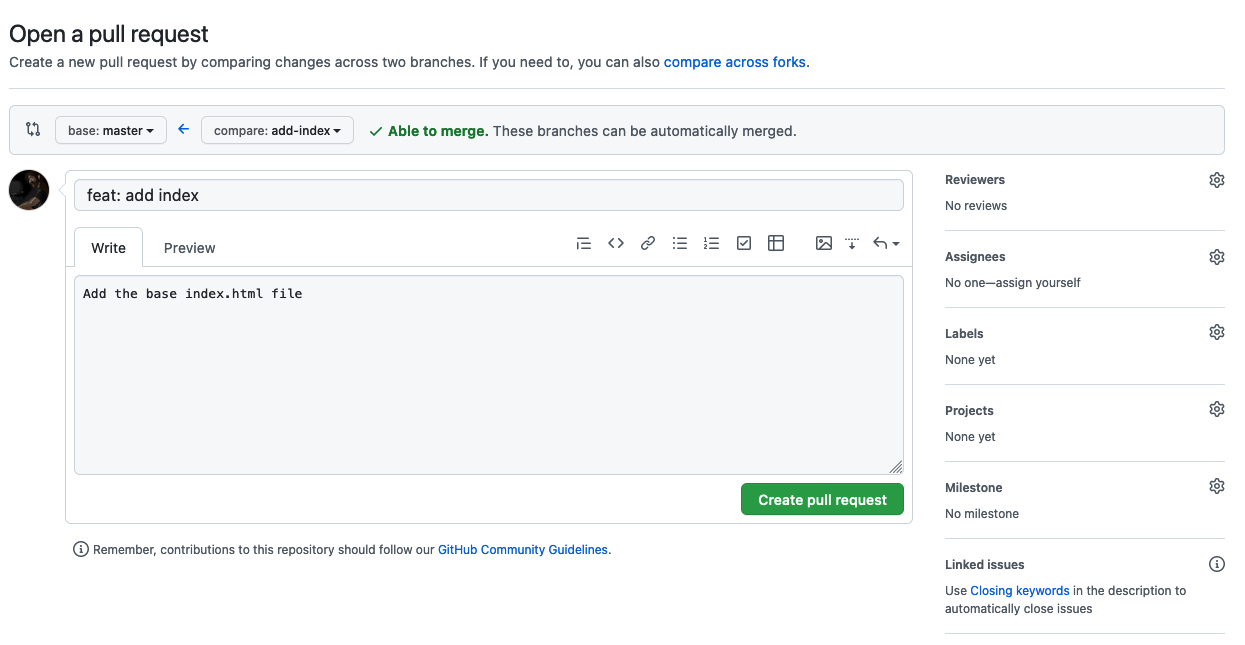 Open a pull request
Create a new pull request by comparing changes across two branches. If you need to, you can also compare across forks.
base: master
compare: add-index
Able to merge. These branches can be automatically merged.
feat: add index
Write
Preview
Add the base index.html file
Create pull request
Remember, contributions to this repository should follow our GitHub Community Guidelines.
Reviewers
No reviews
Assignees
No one—assign yourself
Labels
None yet
Projects
None yet
Milestone
No milestone
Linked issues
Use Closing keywords in the description to
automatically close issues